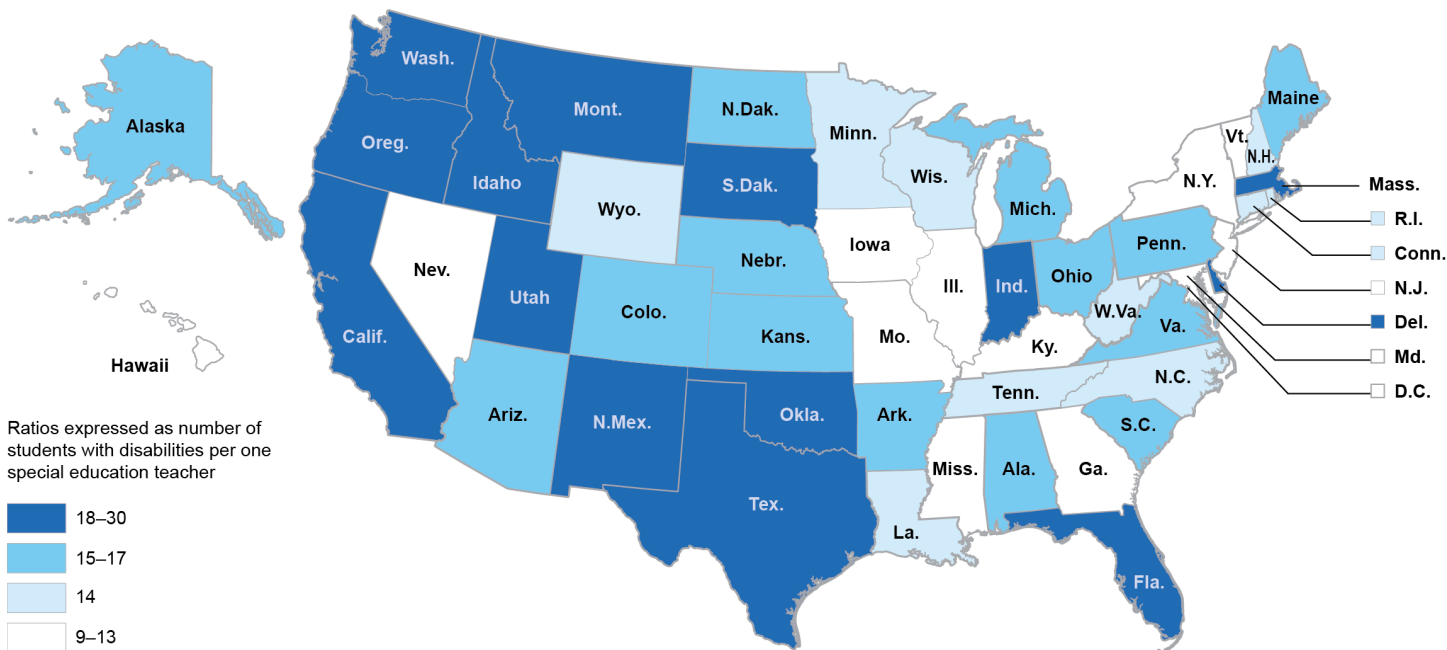 Wash.
Mont.
N.Dak.
Minn.
Maine
Alaska
Vt.
N.H.
Oreg.
Idaho
S.Dak.
Wis.
N.Y.
Mass.
Wyo.
Mich.
R.I.
Iowa
Penn.
Conn.
Nev.
Nebr.
Ohio
Ill.
Ind.
N.J.
Utah
Colo.
W.Va.
Va.
Del.
Calif.
Kans.
Mo.
Ky.
Md.
Hawaii
Tenn.
N.C.
D.C.
Ariz.
N.Mex.
Okla.
Ark.
S.C.
Ratios expressed as number of
students with disabilities per one
special education teacher
Miss.
Ala.
Ga.
Tex.
La.
Fla.
18–30
15–17
14
9–13